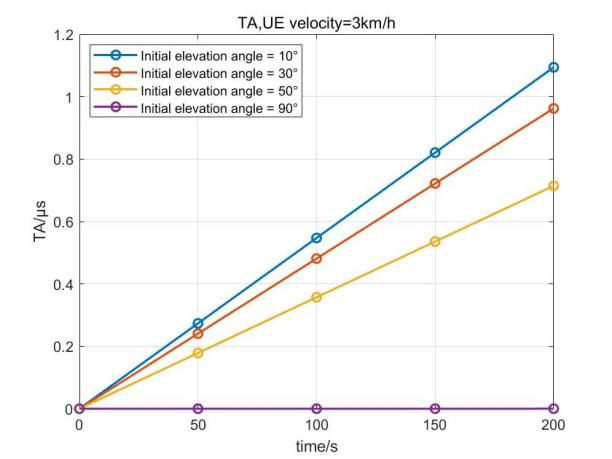 TA,UE velocity=3km/h
1.2
1
0.8
0.6
0.4
0.2
0
TA/μs
Initial elevation angle = 10°
Initial elevation angle = 30°
Initial elevation angle = 50°
Initial elevation angle = 90°
0 50 100 150 200
time/s